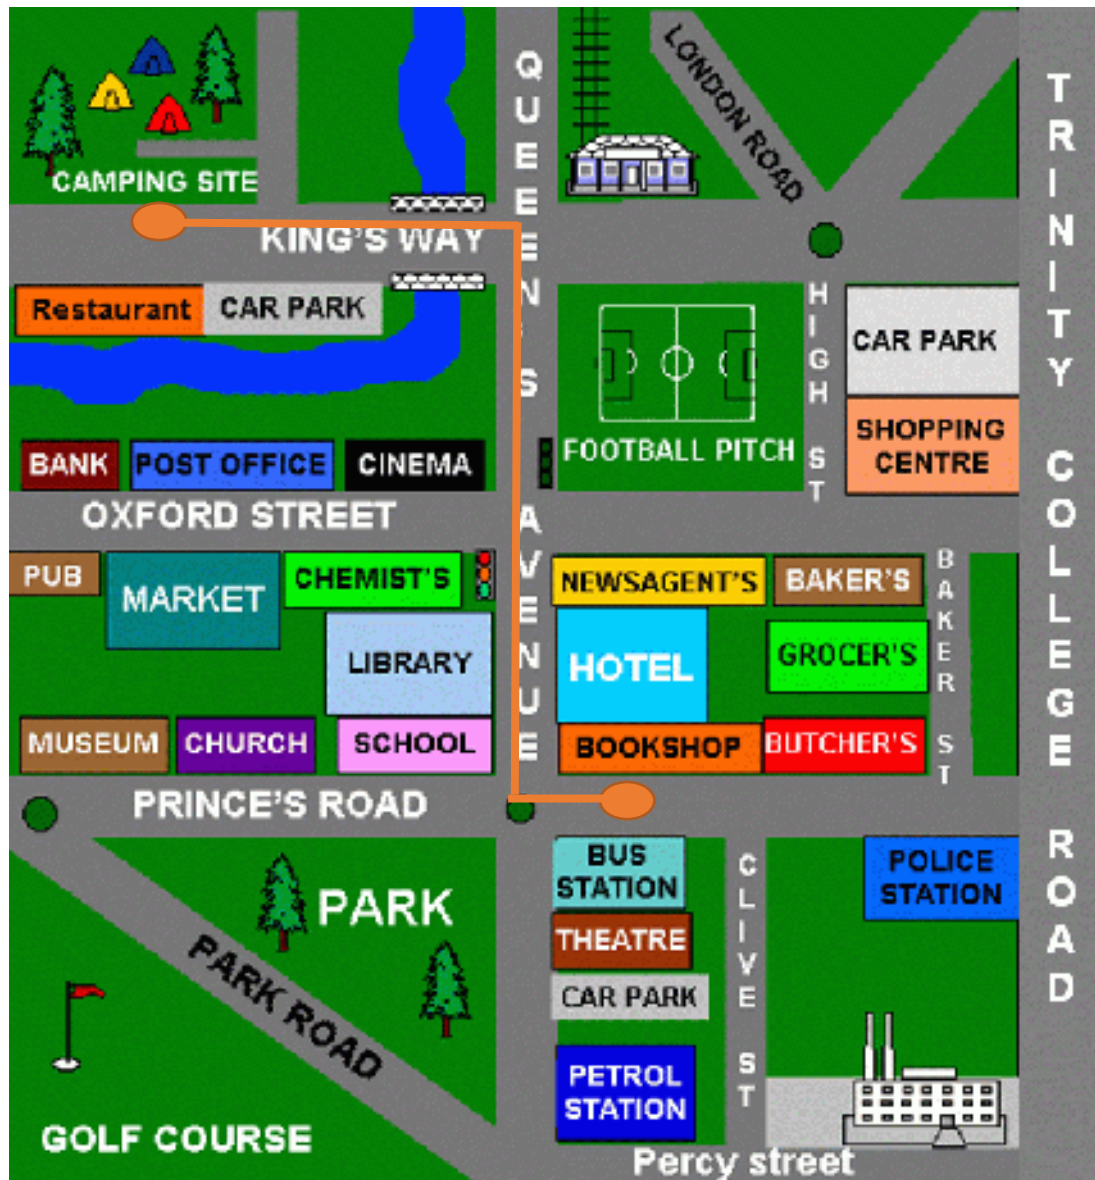 QUEEEN'S AVENUE
LONDON ROAD
TRINITY COLLEGE ROAD
CAMPING SITE
KING'S WAY
Restaurant
CAR PARK
HIGH ST
CAR PARK
FOOTBALL PITCH
SHOPPING
CENTRE
BANK
POST OFFICE
CINEMA
OXFORD STREET
PUB
MARKET
CHEMIST'S
NEWSAGENT'S
BAKER'S
BAKER ST
LIBRARY
HOTEL
GROCER'S
MUSEUM
CHURCH
SCHOOL
BOOKSHOP
BUTCHER'S
PRINCE'S ROAD
BUS
STATION
CLIVE ST
POLICE
STATION
PARK
THEATRE
PARK ROAD
CAR PARK
PETROL
STATION
GOLF COURSE
Percy street